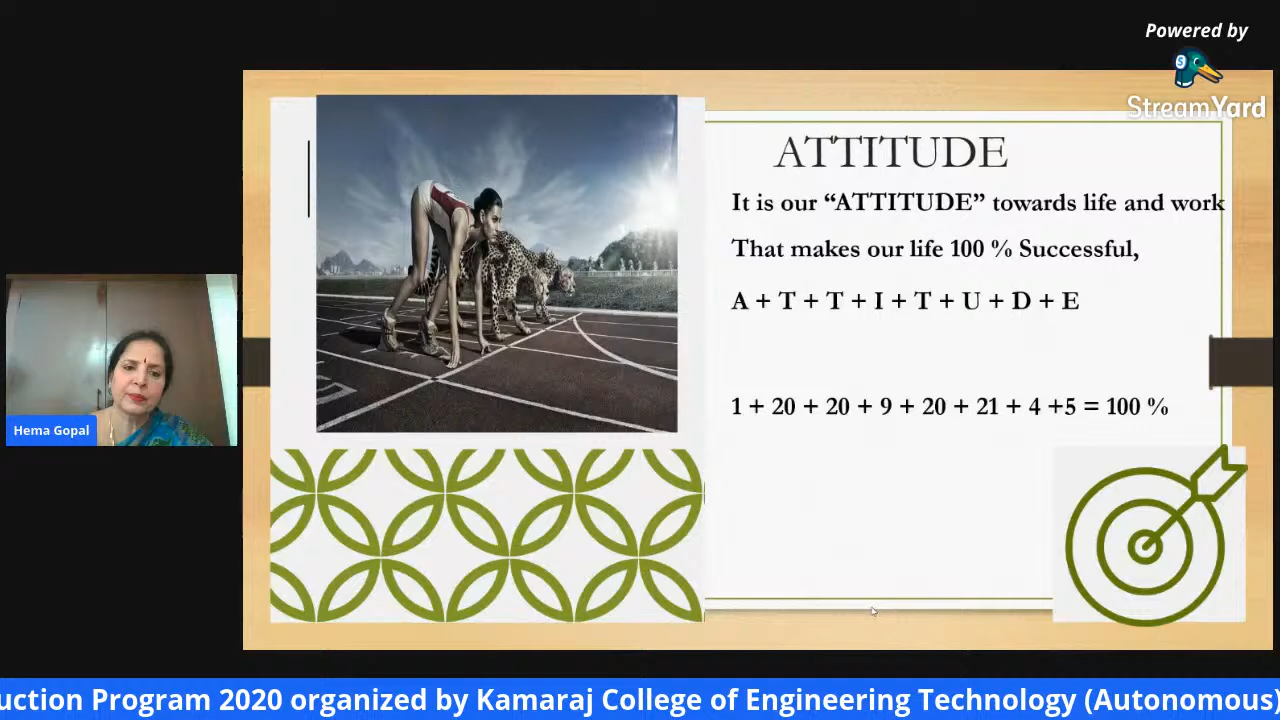 Powered by
StreamYard
ATTITUDE
It is our “ATTITUDE” towards life and work
That makes our life 100 % Successful,
A + T + T + I + T + U + D + E
1 + 20 + 20 + 9 + 20 + 21 + 4 +5 = 100 %
Hema Gopal
uction Program 2020 organized by Kamaraj College of Engineering Technology (Autonomous)